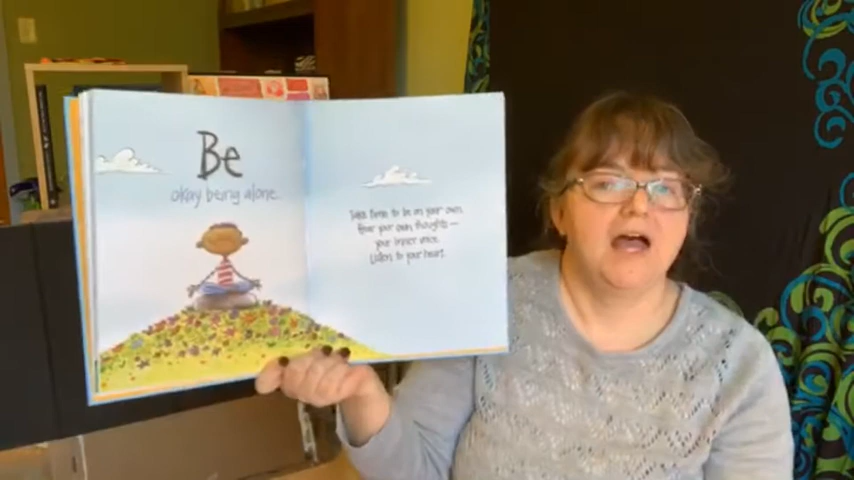 Be
okay being alone.
Take time to be on your own.
Hear your own thoughts—
your inner voice.
Listen to your heart.